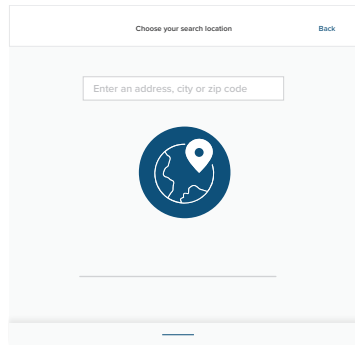 Choose your search location
Back
Enter an address, city or zip code